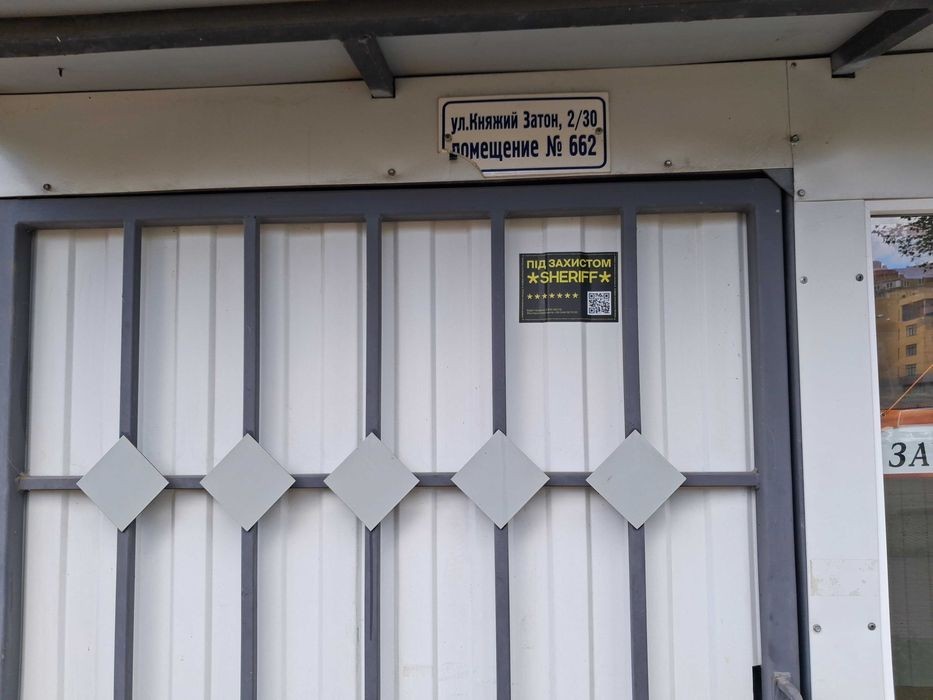 ул.Княжий Затон, 2/30
помещение № 662
ПІД ЗАХИСТОМ
*SHERIFF*
ЗА